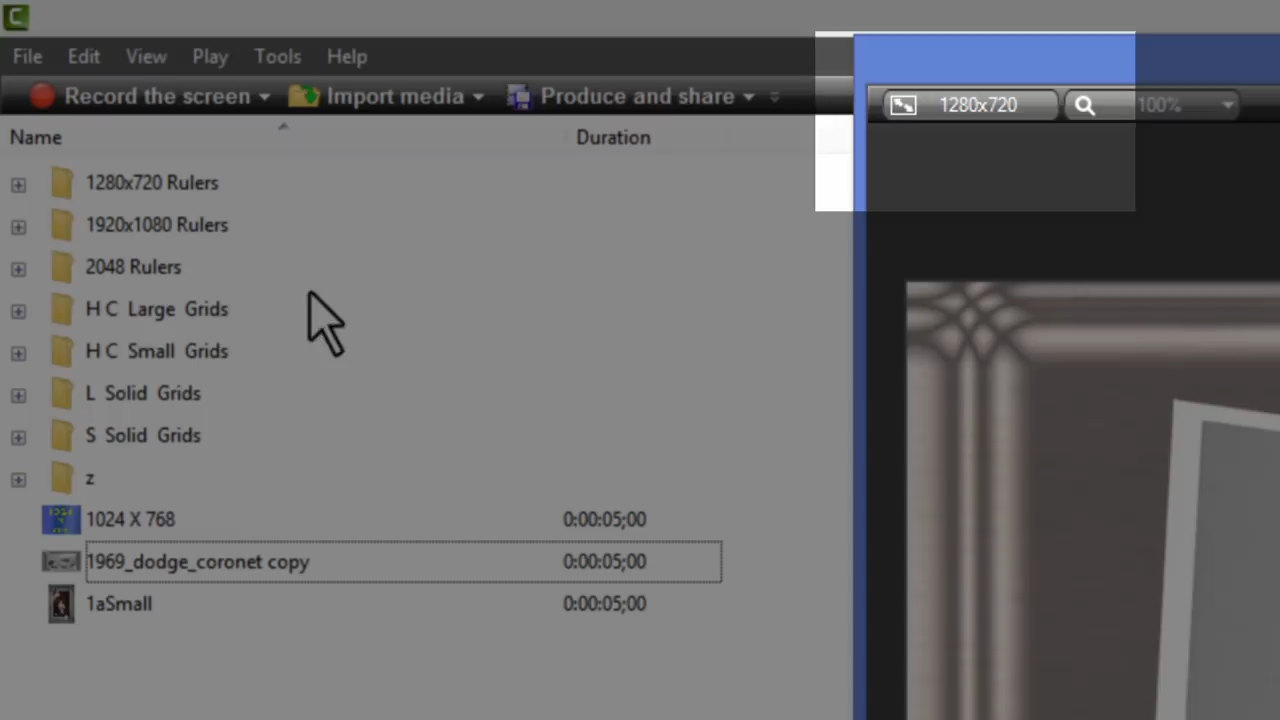 File Edit View Play Tools Help
Record the screen Import media Produce and share
1280x720 100%
Name Duration
1280x720 Rulers
1920x1080 Rulers
2048 Rulers
H C Large Grids
H C Small Grids
L Solid Grids
S Solid Grids
z
1024 X 768 0:00:05;00
1969_dodge_coronet copy 0:00:05;00
1aSmall 0:00:05;00